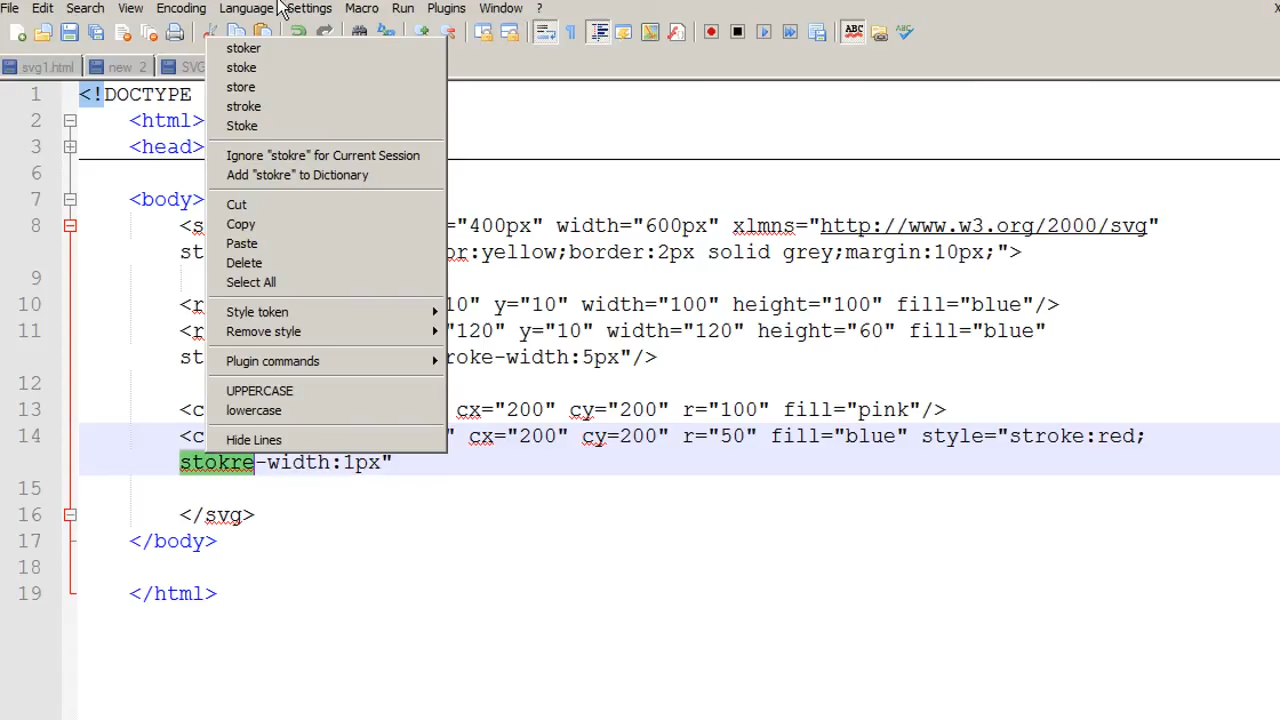 File Edit Search View Encoding Language Settings Macro Run Plugins Window ?
svg1.html new 2 SVG
stoker
stoke
store
stroke
Stoke
Ignore "stokre" for Current Session
Add "stokre" to Dictionary
Cut
Copy
Paste
Delete
Select All
Style token
Remove style
Plugin commands
UPPERCASE
lowercase
Hide Lines
1 <!DOCTYPE
2 <html>
3 <head>
6
7 <body>
8 <s ="400px" width="600px" xlmns="http://www.w3.org/2000/svg"
st or:yellow;border:2px solid grey;margin:10px;">
9
10 <r 10" y="10" width="100" height="100" fill="blue"/>
11 <r "120" y="10" width="120" height="60" fill="blue"
st roke-width:5px"/>
12
13 <c cx="200" cy="200" r="100" fill="pink"/>
14 <c " cx="200" cy=200" r="50" fill="blue" style="stroke:red;
stokre-width:1px"
15
16 </svg>
17 </body>
18
19 </html>
ABC
ABC